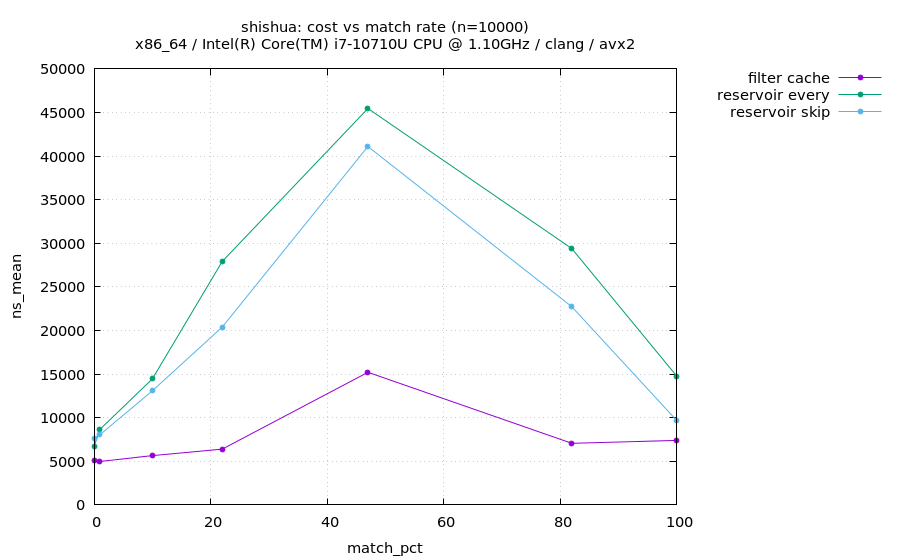 shishua: cost vs match rate (n=10000)
x86_64 / Intel(R) Core(TM) i7-10710U CPU @ 1.10GHz / clang / avx2
filter cache
reservoir every
reservoir skip
ns_mean
50000
45000
40000
35000
30000
25000
20000
15000
10000
5000
0
0 20 40 60 80 100
match_pct